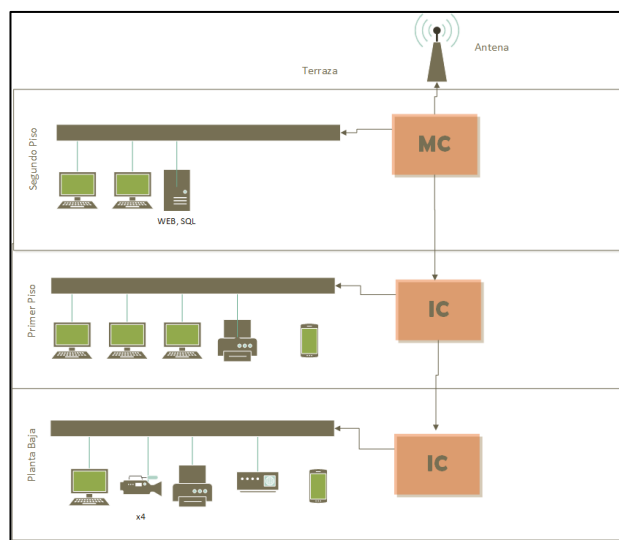 Antena
Terraza
Segundo Piso
MC
WEB, SQL
Primer Piso
IC
Planta Baja
IC
x4